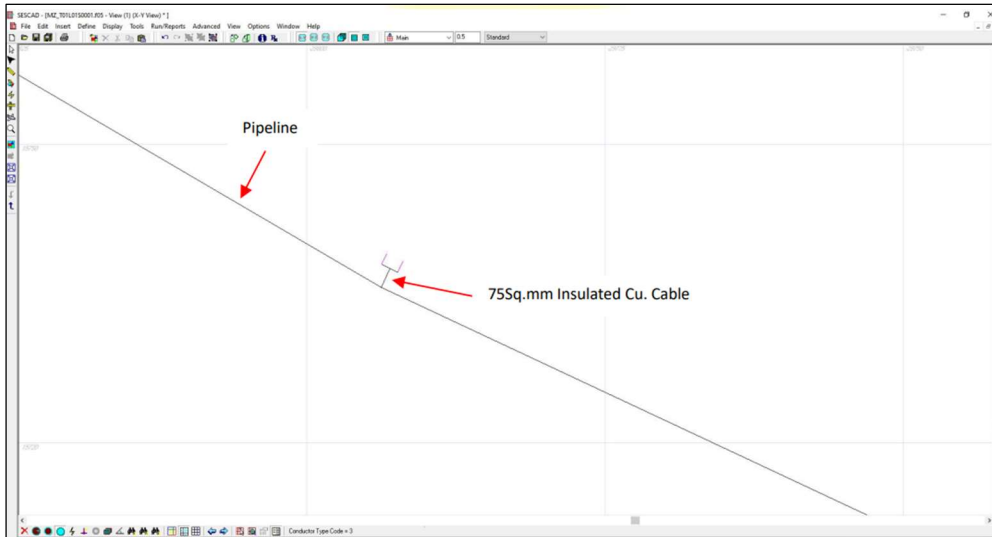 SESCAD - [MZ_T01L01S0001.f05 - View (1) (X-Y View) * ]
File Edit Insert Define Display Tools Run/Reports Advanced View Options Window Help
Main 0.5 Standard
Pipeline
75Sq.mm Insulated Cu. Cable
Conductor Type Code = 3